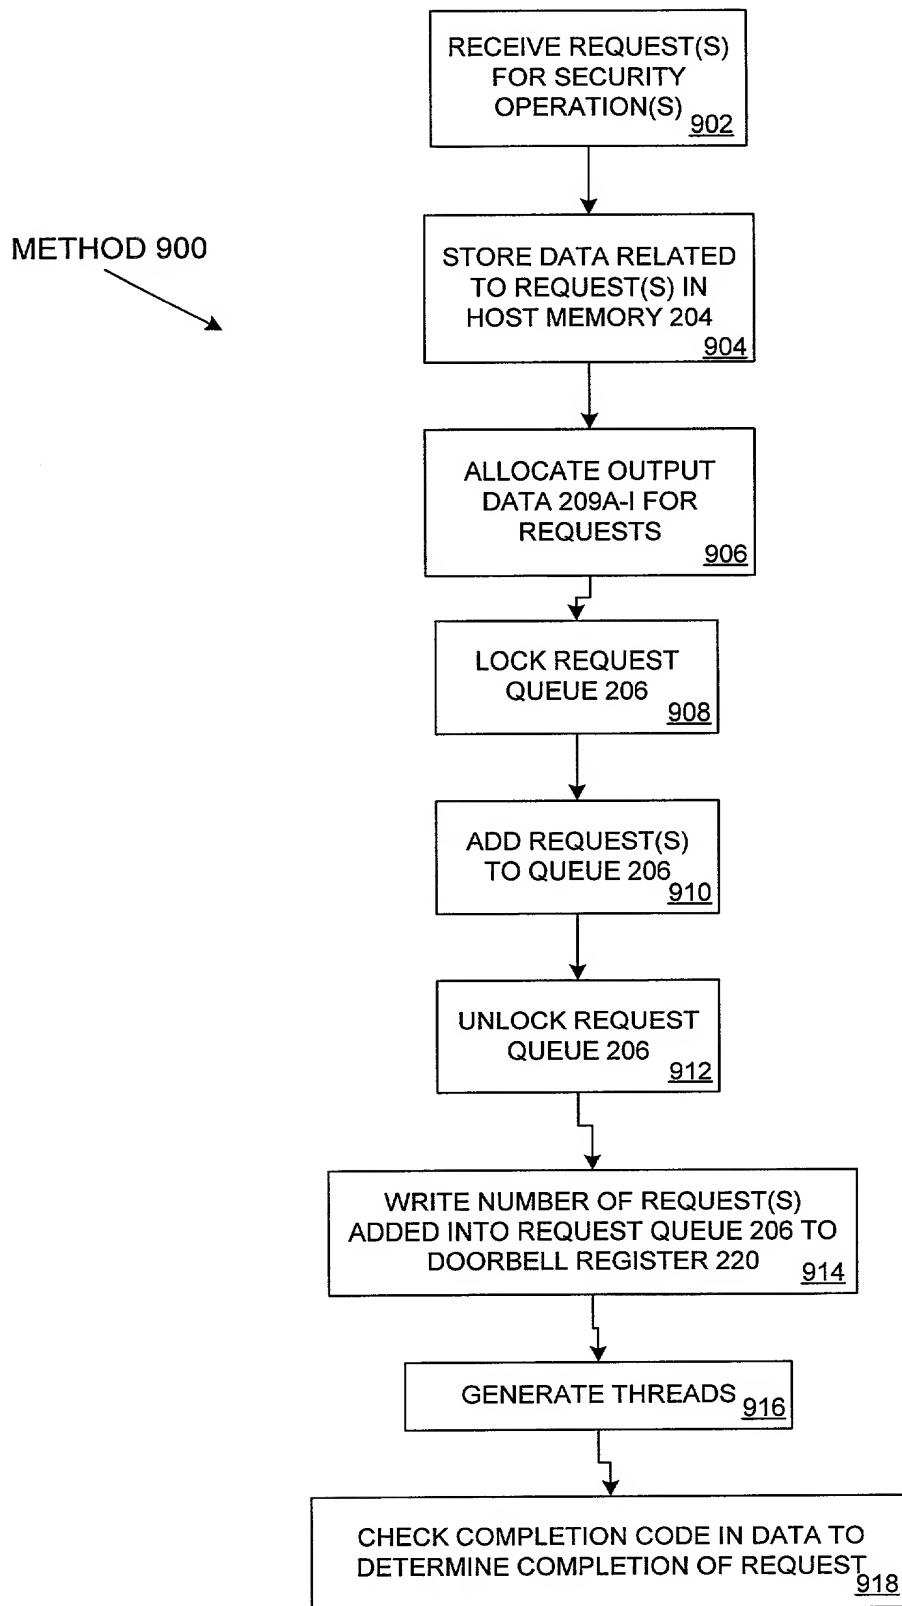 RECEIVE REQUEST(S)
FOR SECURITY
OPERATION(S)
902
METHOD 900
STORE DATA RELATED
TO REQUEST(S) IN
HOST MEMORY 204
904
ALLOCATE OUTPUT
DATA 209A-I FOR
REQUESTS
906
LOCK REQUEST
QUEUE 206
908
ADD REQUEST(S)
TO QUEUE 206
910
UNLOCK REQUEST
QUEUE 206
912
WRITE NUMBER OF REQUEST(S)
ADDED INTO REQUEST QUEUE 206 TO
DOORBELL REGISTER 220
914
GENERATE THREADS
916
CHECK COMPLETION CODE IN DATA TO
DETERMINE COMPLETION OF REQUEST
918